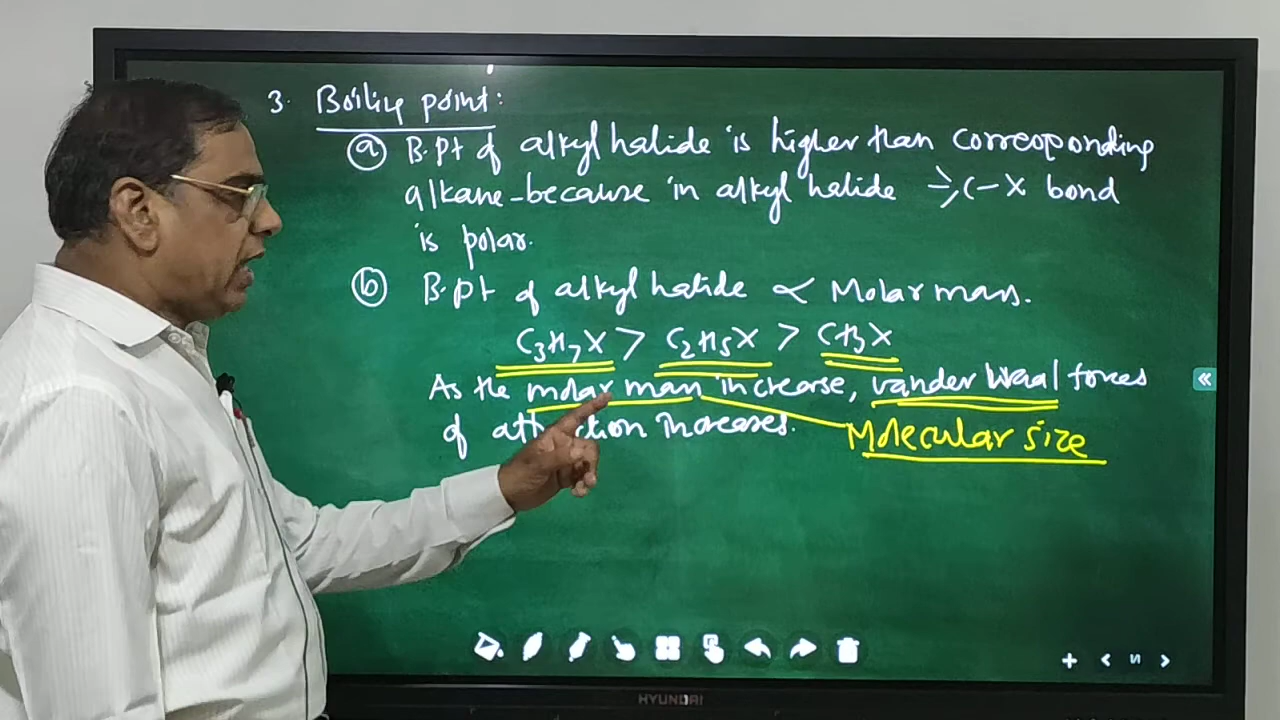 3. Boiling point:
(a) B.pt of alkyl halide is higher than corresponding
alkane - because in alkyl halide -C-X bond
is polar.
(b) B.pt of alkyl halide ∝ Molar mass.
C₃H₇X > C₂H₅X > CH₃X
As the molar mass increase, vander Waal forces
of attraction increases.
Molecular size
HYUNDAI